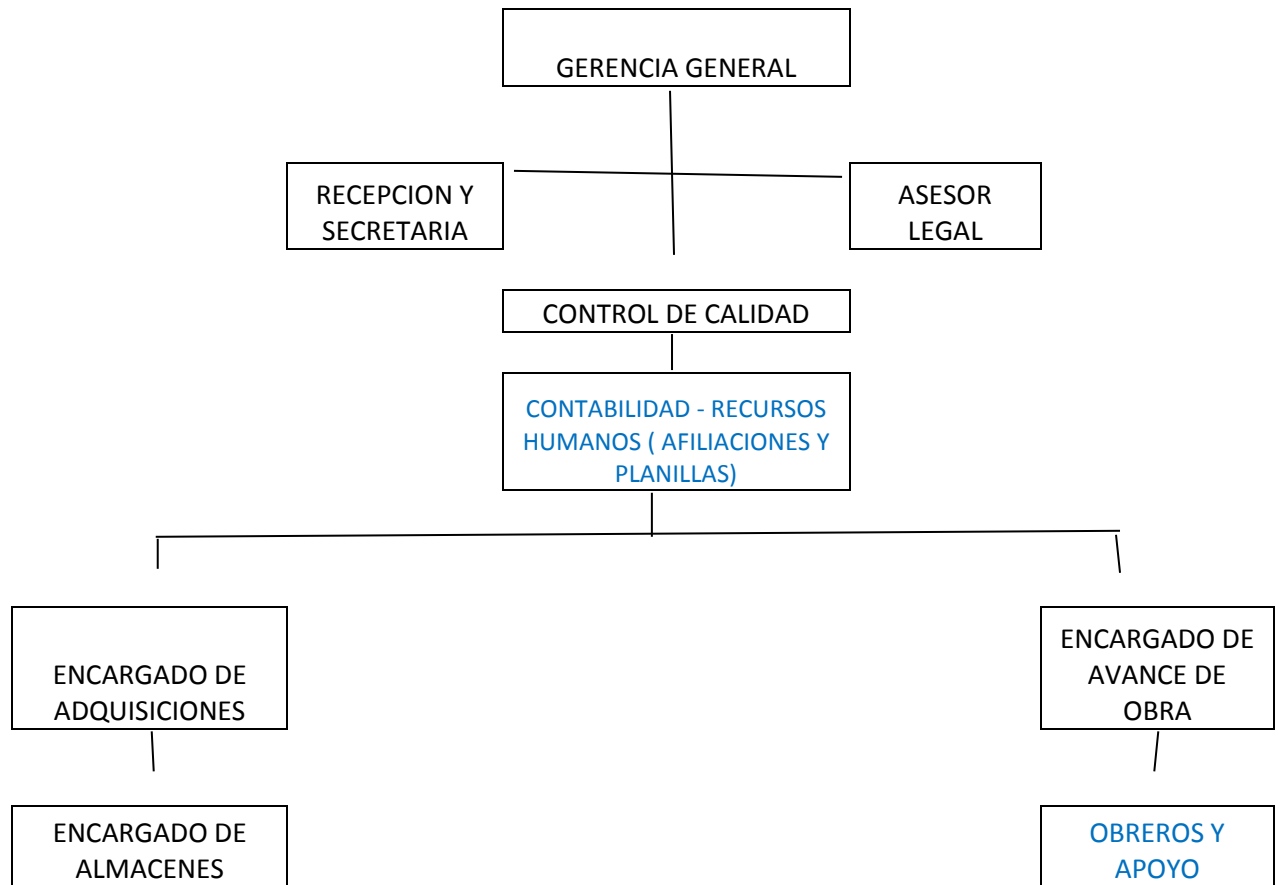 GERENCIA GENERAL
RECEPCION Y
SECRETARIA
ASESOR
LEGAL
CONTROL DE CALIDAD
CONTABILIDAD - RECURSOS
HUMANOS ( AFILIACIONES Y
PLANILLAS)
ENCARGADO DE
ADQUISICIONES
ENCARGADO DE
AVANCE DE
OBRA
ENCARGADO DE
ALMACENES
OBREROS Y
APOYO